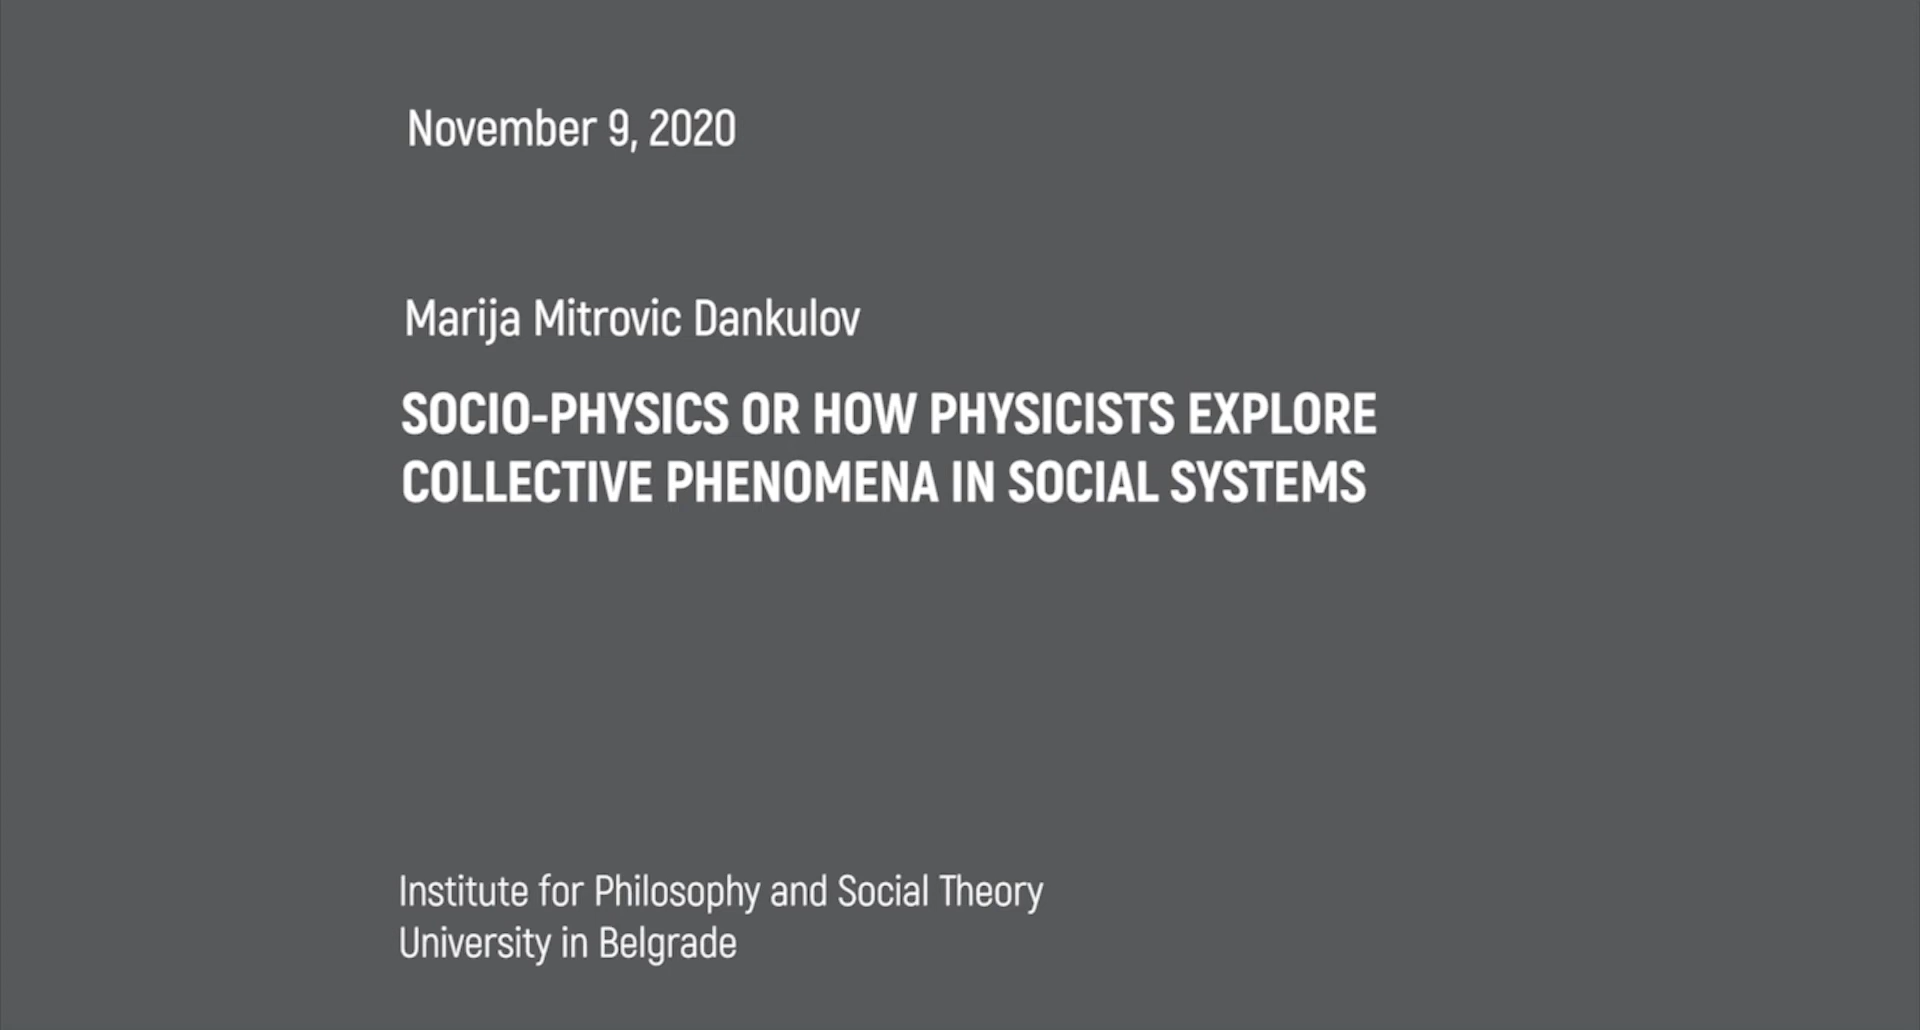 November 9, 2020
Marija Mitrovic Dankulov
SOCIO-PHYSICS OR HOW PHYSICISTS EXPLORE
COLLECTIVE PHENOMENA IN SOCIAL SYSTEMS
Institute for Philosophy and Social Theory
University in Belgrade